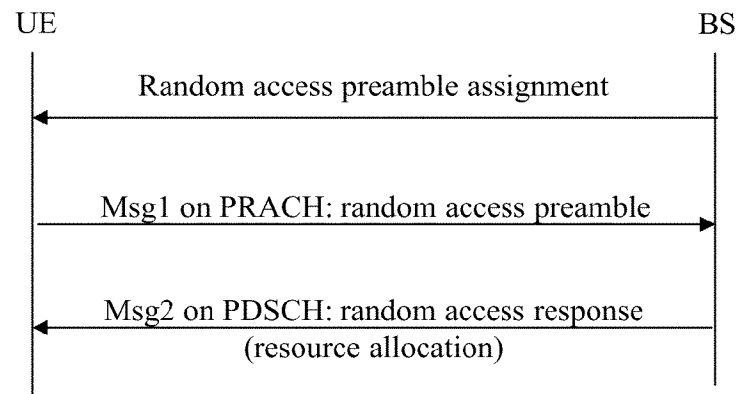 UE
BS
Random access preamble assignment
Msg1 on PRACH: random access preamble
Msg2 on PDSCH: random access response
(resource allocation)